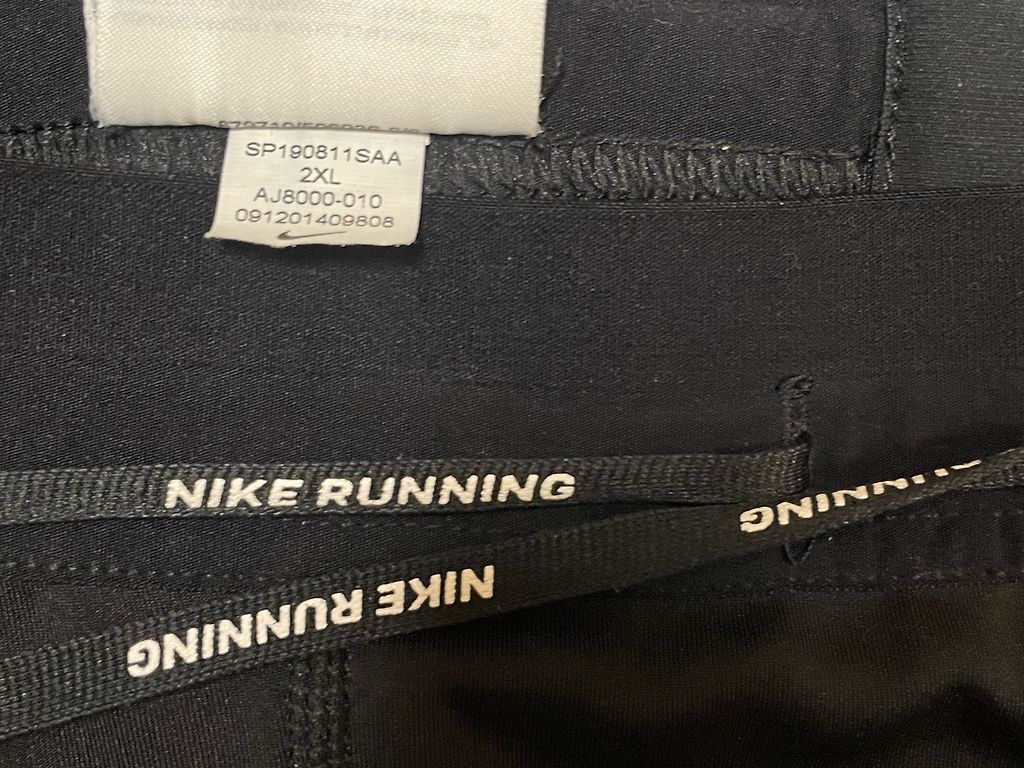 SP190811SAA
2XL
AJ8000-010
091201409808
NIKE RUNNING
RUNNING
NIKE RUNNING